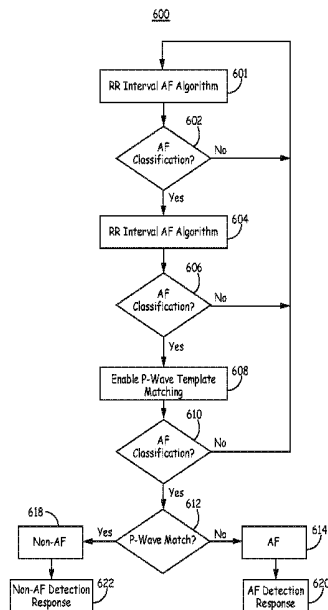 600
RR Interval AF Algorithm
601
602
AF
Classification?
No
Yes
RR Interval AF Algorithm
604
606
AF
Classification?
No
Yes
Enable P-Wave Template
Matching
608
610
AF
Classification?
No
Yes
612
618
614
Non-AF
Yes
P-Wave Match?
No
AF
Non-AF Detection
Response
622
AF Detection
Response
620